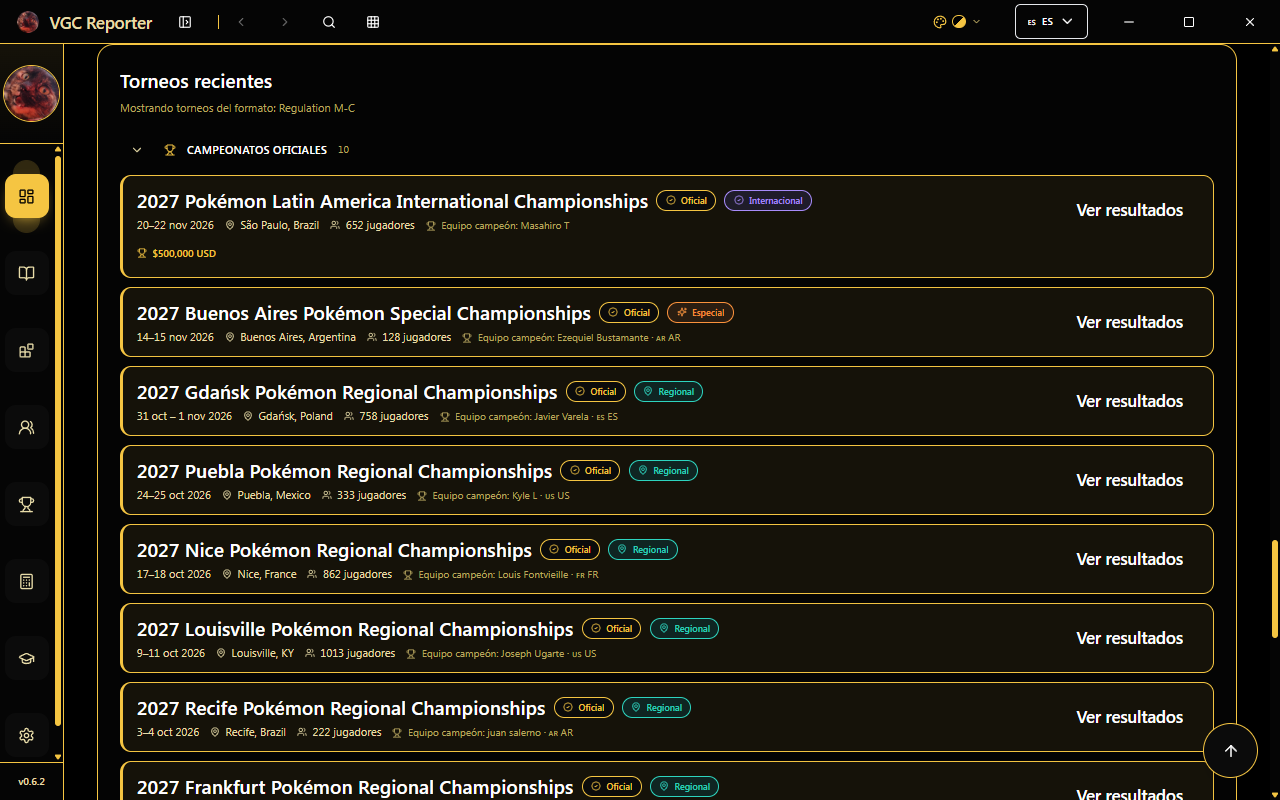 VGC Reporter
ES ES
Torneos recientes
Mostrando torneos del formato: Regulation M-C
CAMPEONATOS OFICIALES 10
2027 Pokémon Latin America International Championships Oficial Internacional
Ver resultados
20–22 nov 2026 São Paulo, Brazil 652 jugadores Equipo campeón: Masahiro T
$500,000 USD
2027 Buenos Aires Pokémon Special Championships Oficial Especial
Ver resultados
14–15 nov 2026 Buenos Aires, Argentina 128 jugadores Equipo campeón: Ezequiel Bustamante · AR AR
2027 Gdańsk Pokémon Regional Championships Oficial Regional
Ver resultados
31 oct – 1 nov 2026 Gdańsk, Poland 758 jugadores Equipo campeón: Javier Varela · ES ES
2027 Puebla Pokémon Regional Championships Oficial Regional
Ver resultados
24–25 oct 2026 Puebla, Mexico 333 jugadores Equipo campeón: Kyle L · US US
2027 Nice Pokémon Regional Championships Oficial Regional
Ver resultados
17–18 oct 2026 Nice, France 862 jugadores Equipo campeón: Louis Fontvieille · FR FR
2027 Louisville Pokémon Regional Championships Oficial Regional
Ver resultados
9–11 oct 2026 Louisville, KY 1013 jugadores Equipo campeón: Joseph Ugarte · US US
2027 Recife Pokémon Regional Championships Oficial Regional
Ver resultados
3–4 oct 2026 Recife, Brazil 222 jugadores Equipo campeón: juan salerno · AR AR
2027 Frankfurt Pokémon Regional Championships Oficial Regional
Ver resultados
v0.6.2